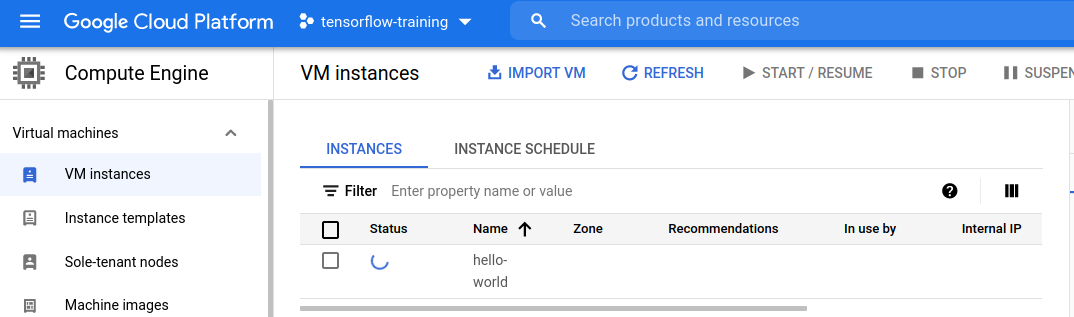 Google Cloud Platform
tensorflow-training
Search products and resources
Compute Engine
VM instances
IMPORT VM
REFRESH
START / RESUME
STOP
SUSPEN
Virtual machines
VM instances
Instance templates
Sole-tenant nodes
Machine images
INSTANCES
INSTANCE SCHEDULE
Filter
Enter property name or value
Status
Name
Zone
Recommendations
In use by
Internal IP
hello-
world